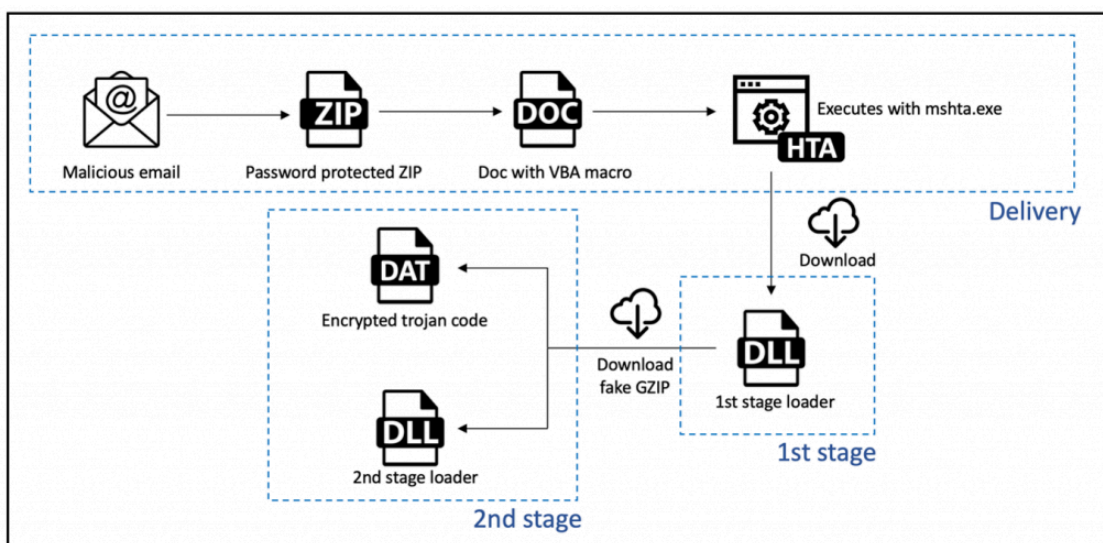 @
ZIP
DOC
HTA
Executes with mshta.exe
Malicious email
Password protected ZIP
Doc with VBA macro
Delivery
Download
DAT
Encrypted trojan code
Download
fake GZIP
DLL
1st stage loader
1st stage
DLL
2nd stage loader
2nd stage